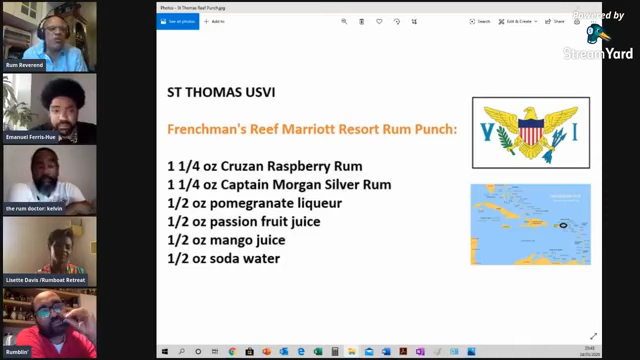 Photos - St Thomas Reef Punch.jpg
See all photos
Add to
Search
Edit & Create
Share
Powered by
StreamYard
Rum Reverend
Emanuel Ferris-Hue
the rum doctor: kelvin
Lisette Davis /Rumboat Retreat
Rumblin'
ST THOMAS USVI
Frenchman's Reef Marriott Resort Rum Punch:
1 1/4 oz Cruzan Raspberry Rum
1 1/4 oz Captain Morgan Silver Rum
1/2 oz pomegranate liqueur
1/2 oz passion fruit juice
1/2 oz mango juice
1/2 oz soda water
V I